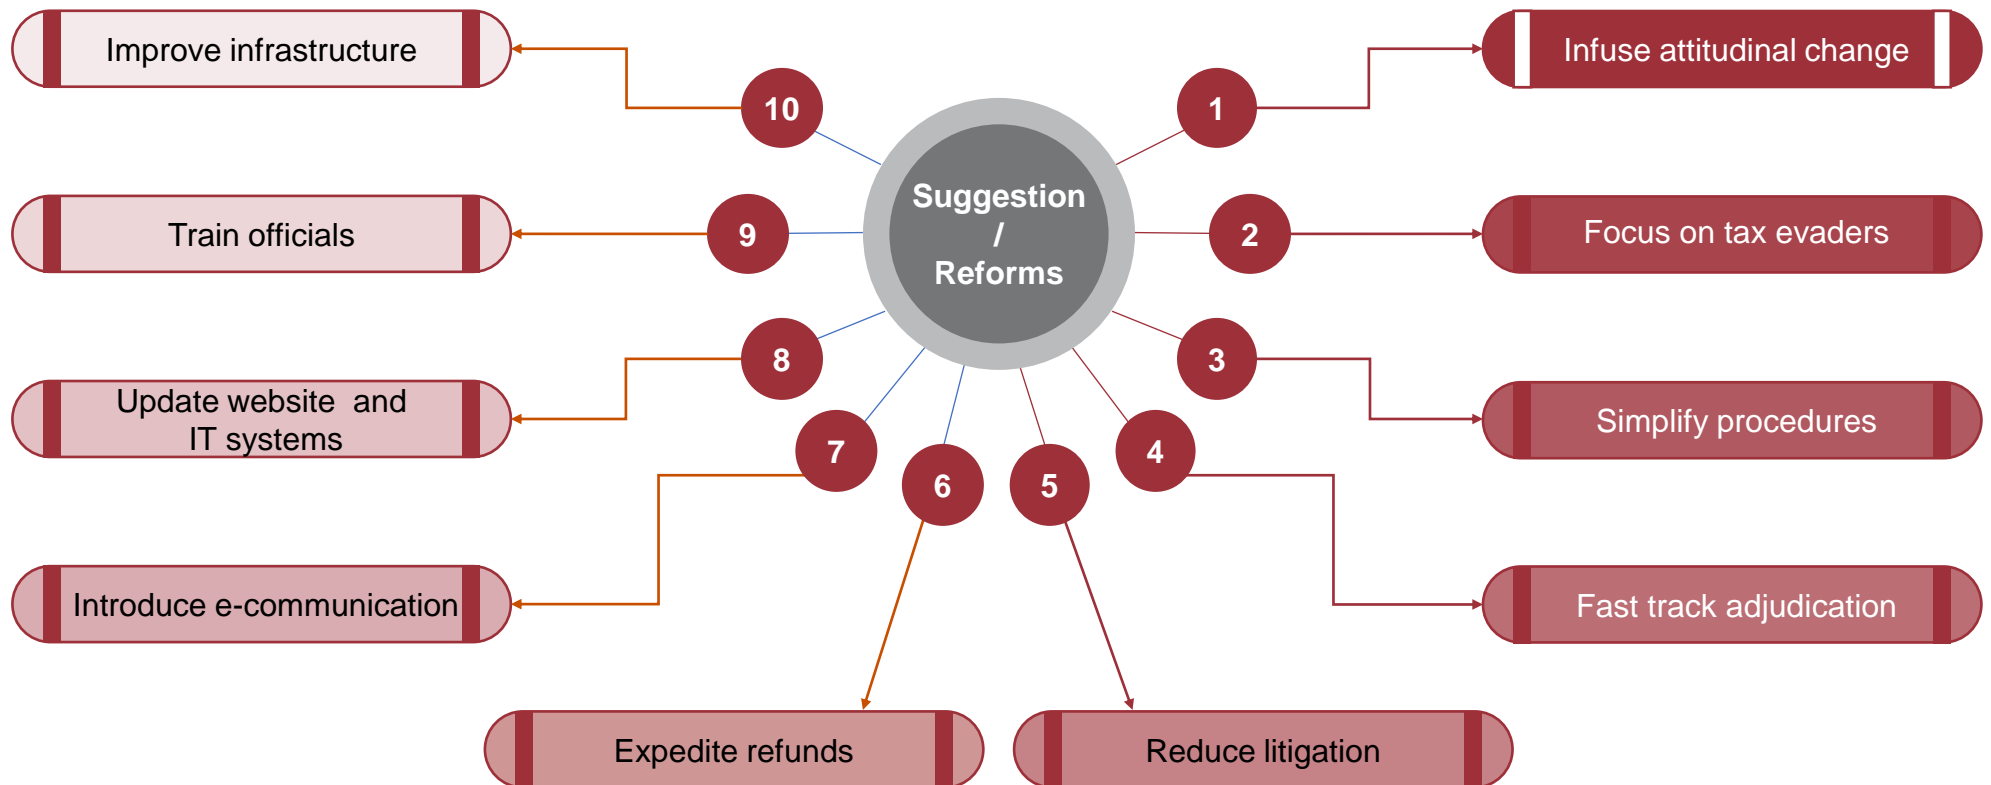 Suggestion
/
Reforms
1
Infuse attitudinal change
2
Focus on tax evaders
3
Simplify procedures
4
Fast track adjudication
5
Reduce litigation
6
Expedite refunds
7
Introduce e-communication
8
Update website and
IT systems
9
Train officials
10
Improve infrastructure